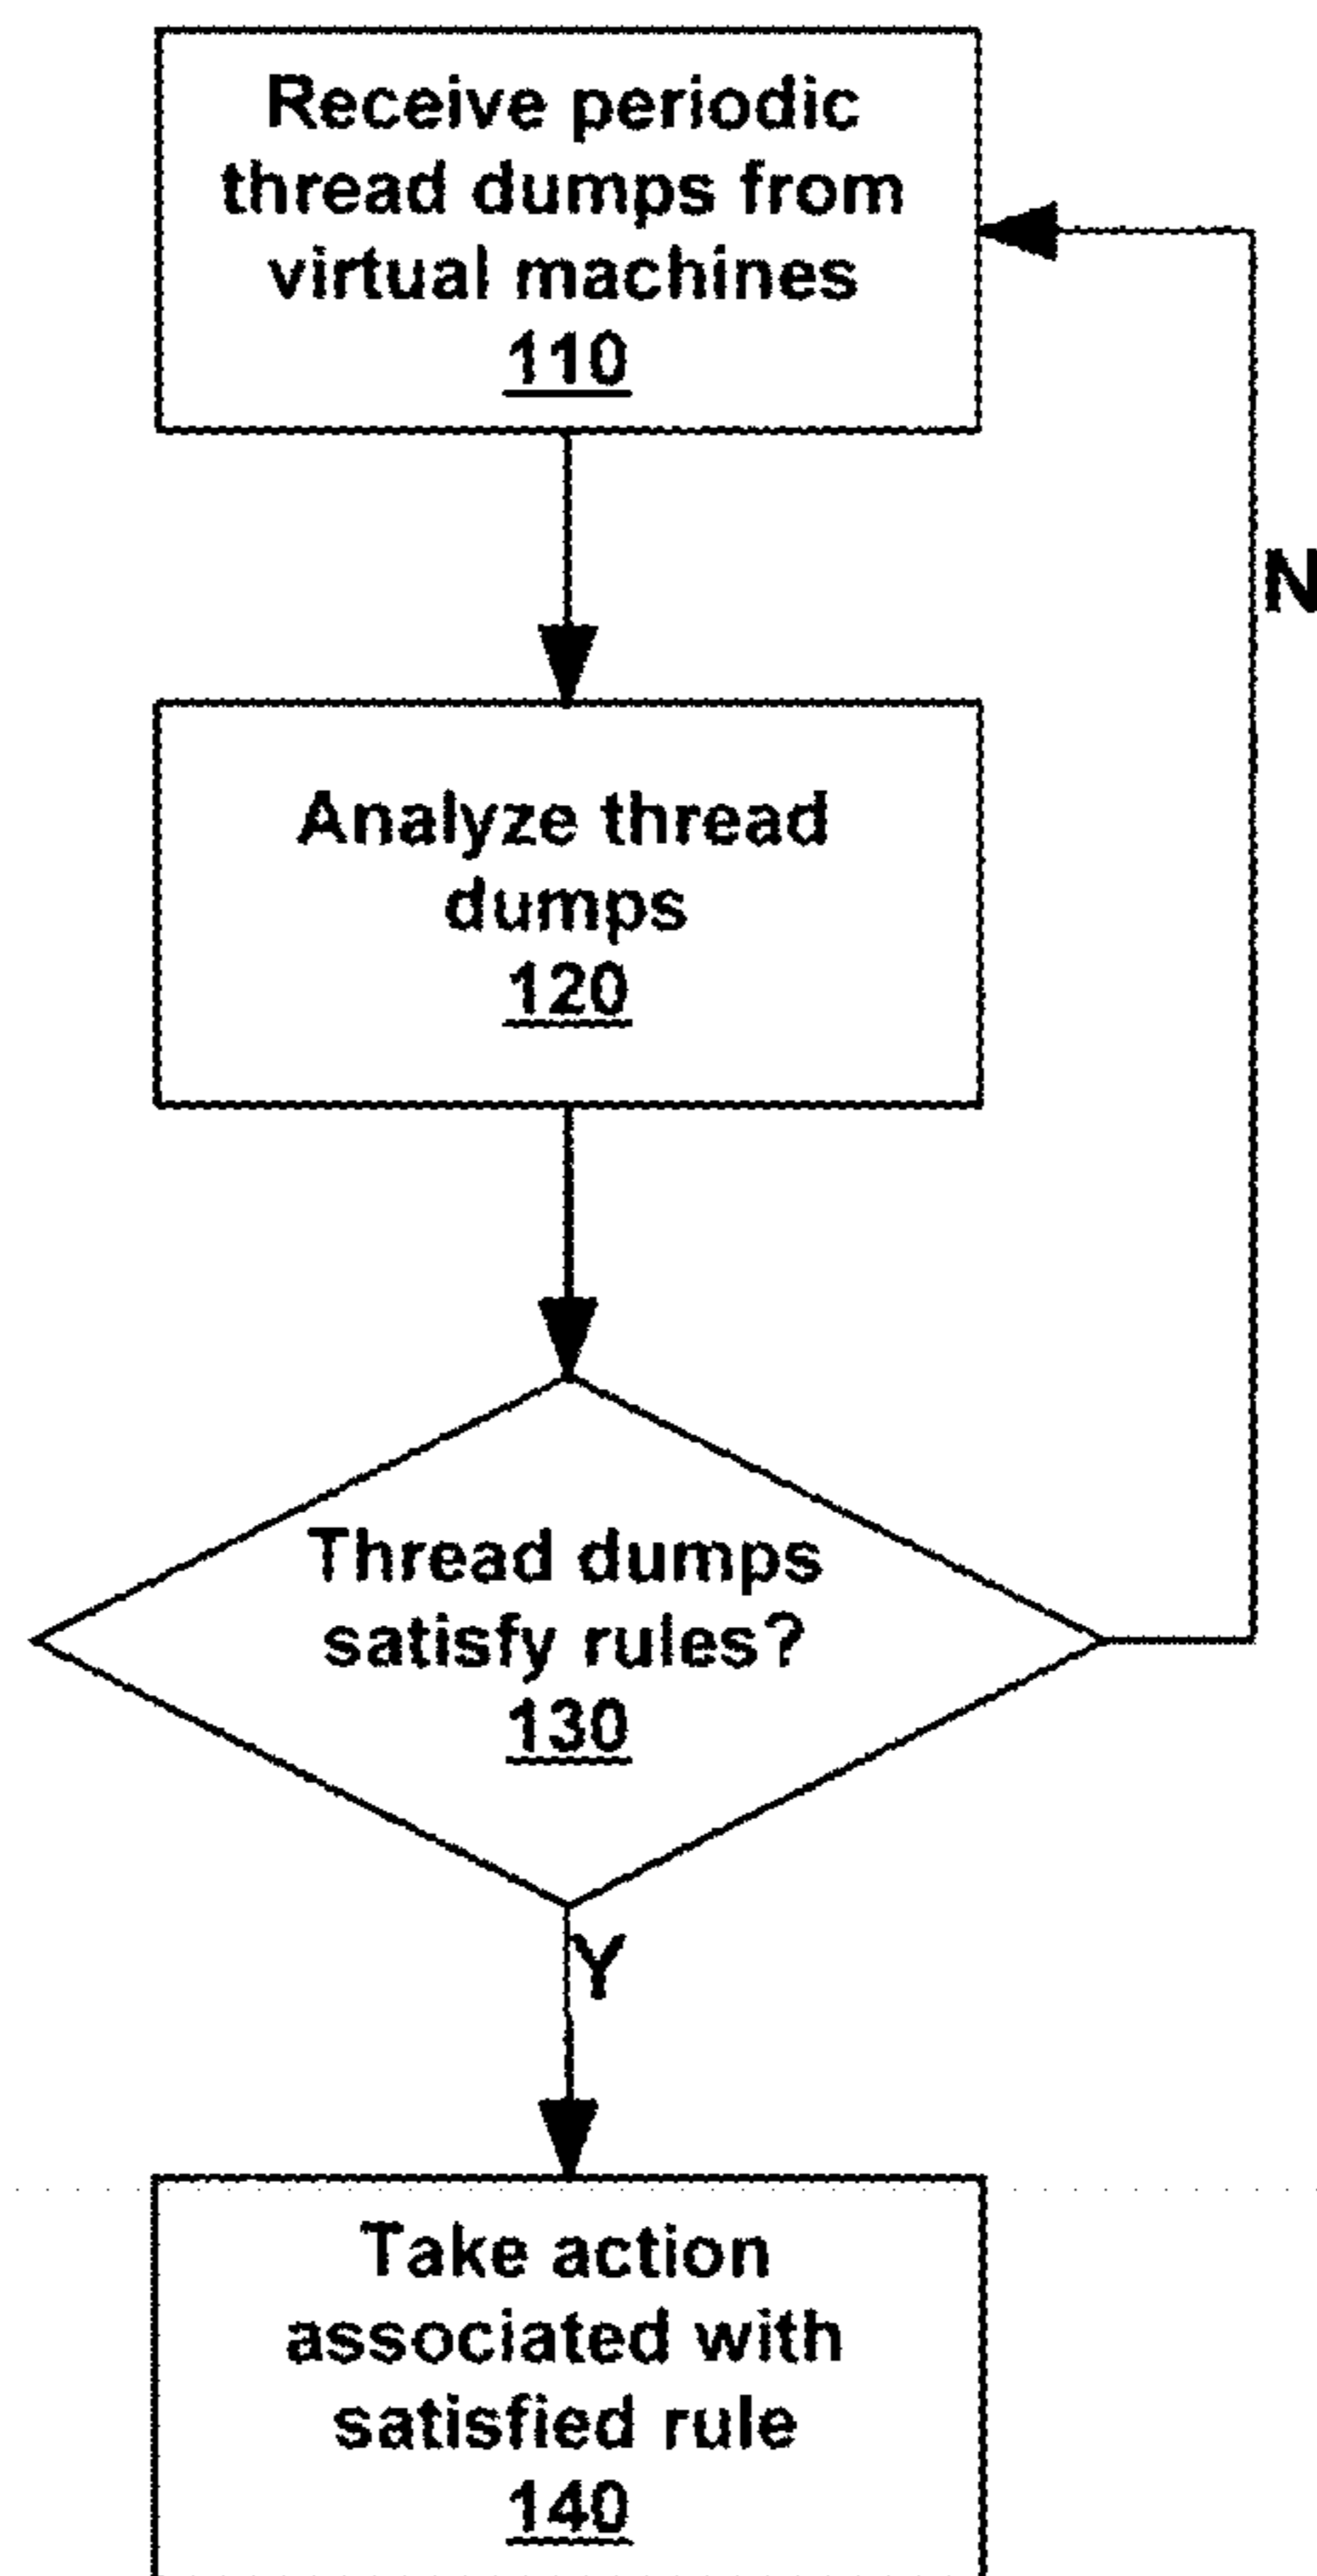 Receive periodic
thread dumps from
virtual machines
110
N
Analyze thread
dumps
120
Thread dumps
satisfy rules?
130
Y
Take action
associated with
satisfied rule
140